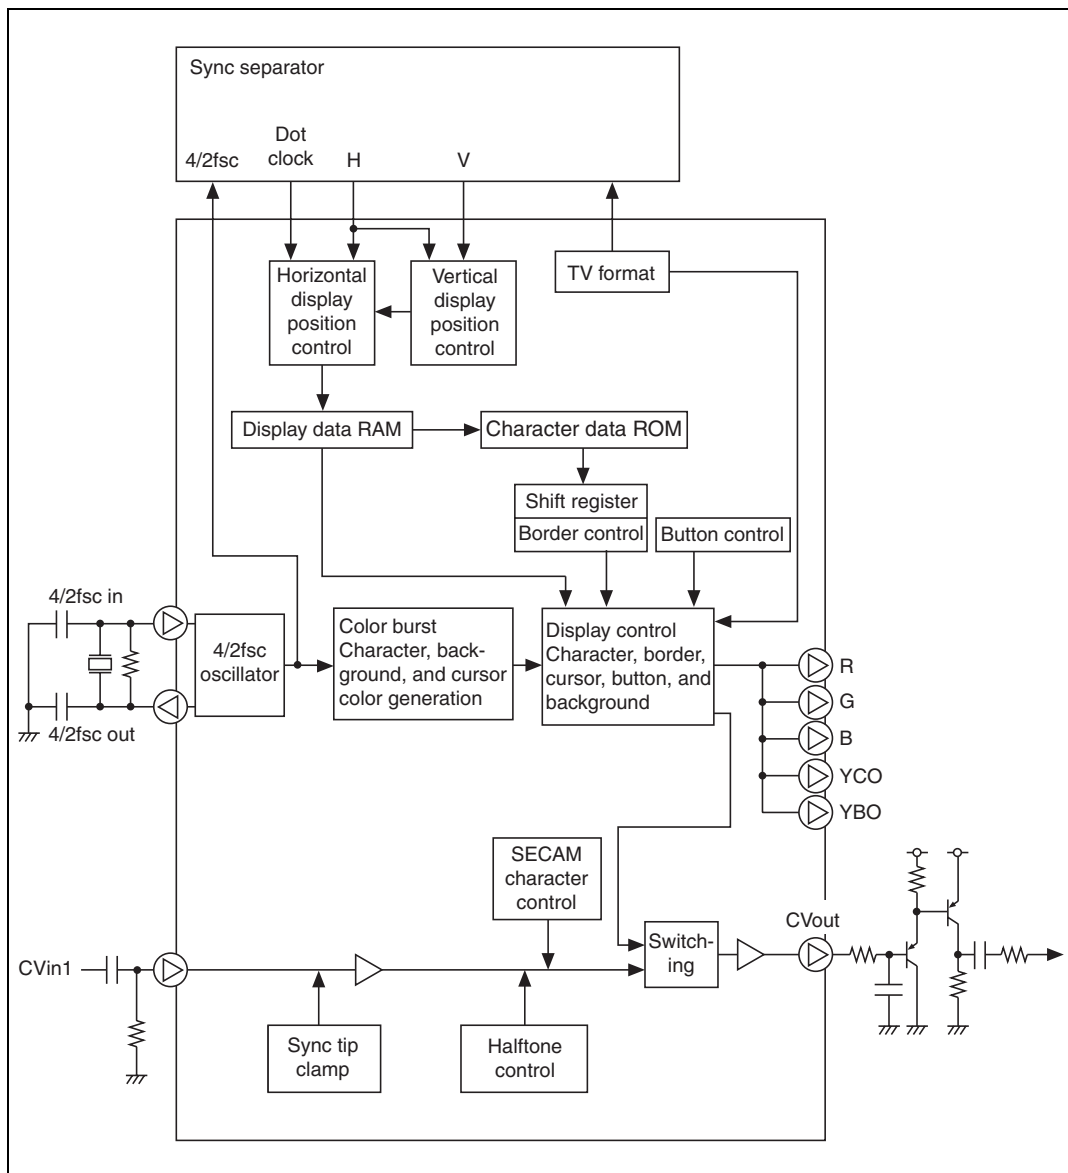 Sync separator
4/2fsc
Dot
clock
H
V
Horizontal
display
position
control
Vertical
display
position
control
TV format
Display data RAM
Character data ROM
Shift register
Border control
Button control
4/2fsc in
4/2fsc
oscillator
4/2fsc out
Color burst
Character, back-
ground, and cursor
color generation
Display control
Character, border,
cursor, button, and
background
R
G
B
YCO
YBO
SECAM
character
control
CVin1
Switch-
ing
CVout
Sync tip
clamp
Halftone
control